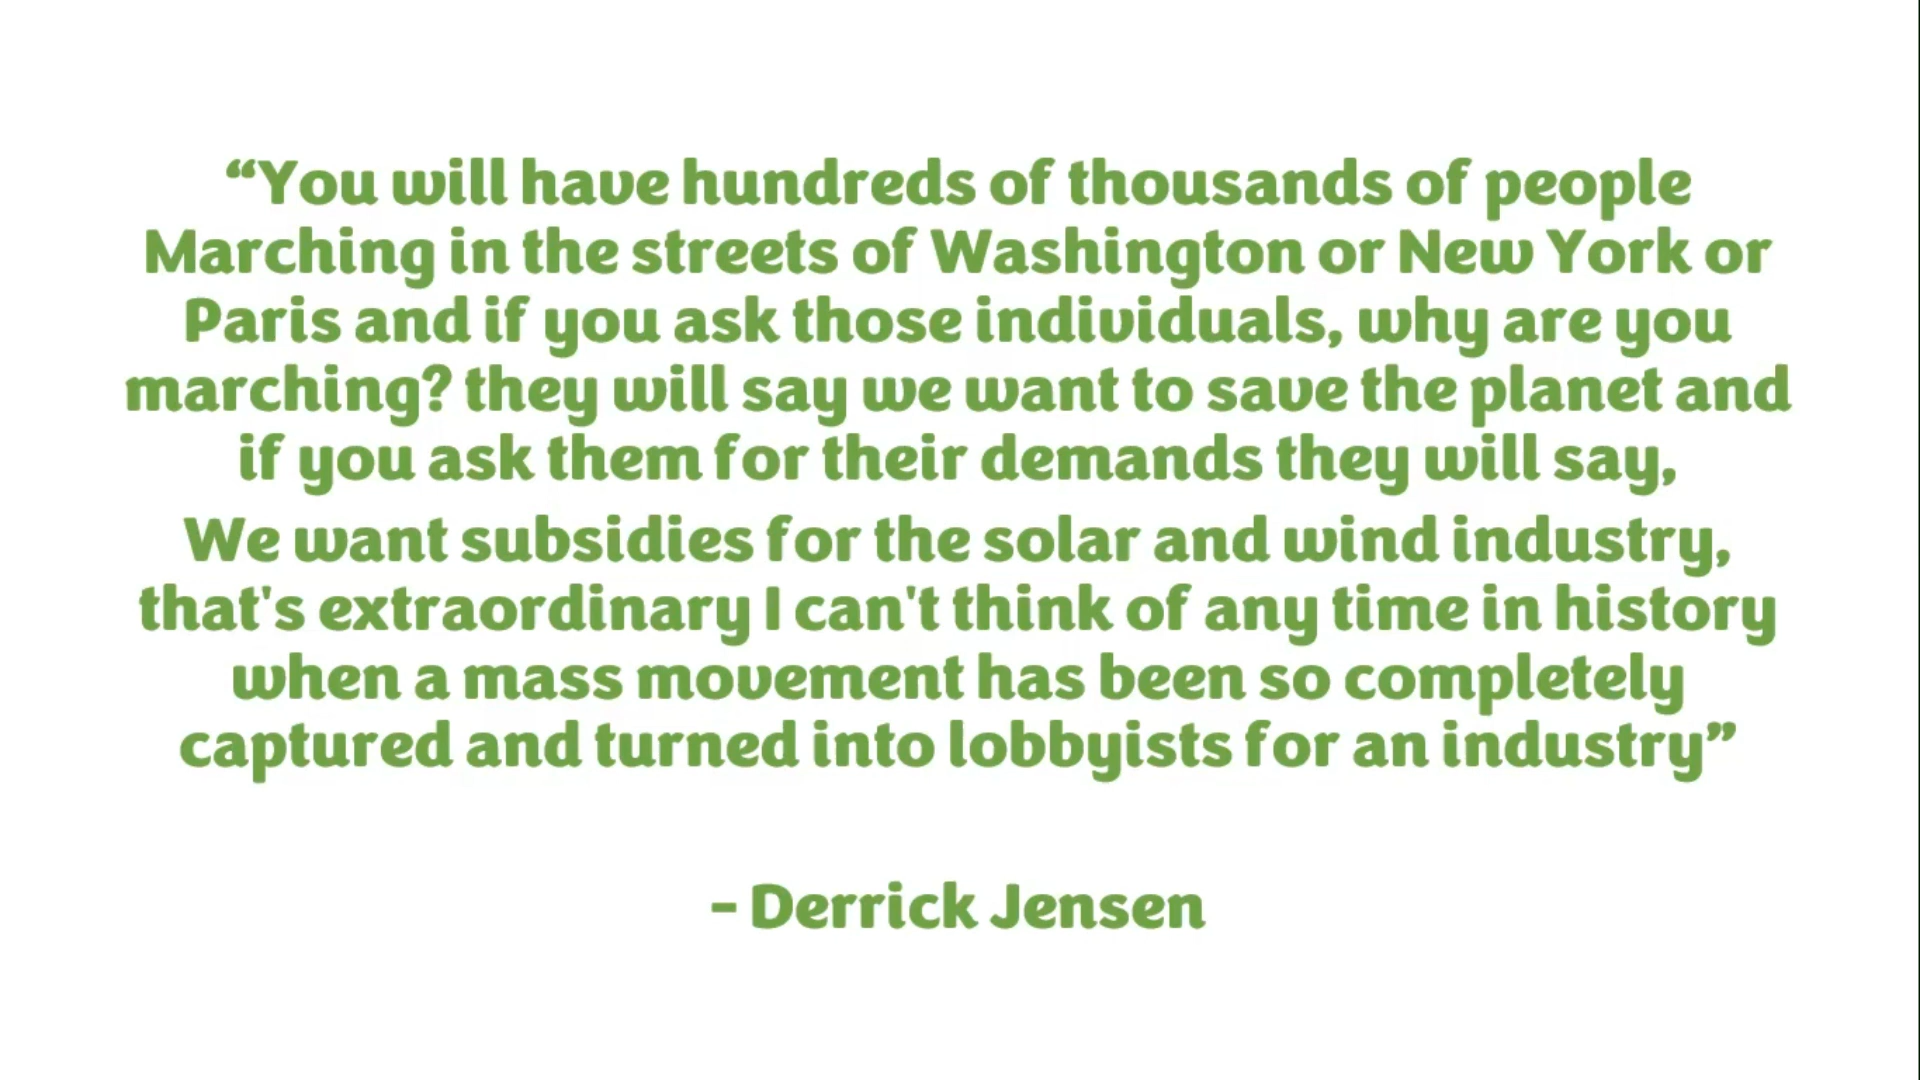 “You will have hundreds of thousands of people
Marching in the streets of Washington or New York or
Paris and if you ask those individuals, why are you
marching? they will say we want to save the planet and
if you ask them for their demands they will say,
We want subsidies for the solar and wind industry,
that's extraordinary I can't think of any time in history
when a mass movement has been so completely
captured and turned into lobbyists for an industry”
- Derrick Jensen